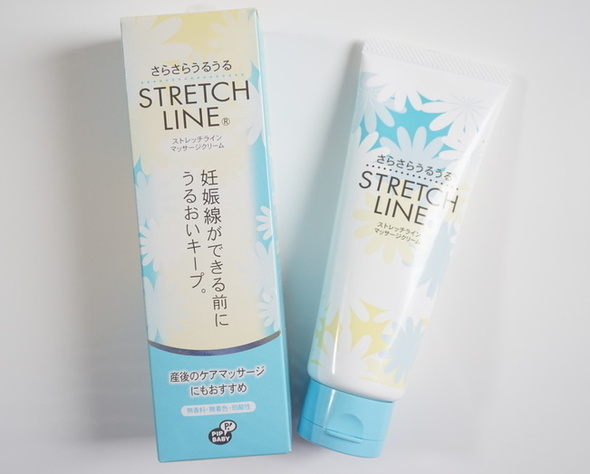 さらさらうるうる
STRETCH
LINE®
ストレッチライン
マッサージクリーム
妊娠線ができる前に
うるおいキープ。
産後のケアマッサージ
にもおすすめ
無香料・無着色・弱酸性
PIP
BABY
さらさらうるうる
STRETCH
LINE
ストレッチライン
マッサージクリーム